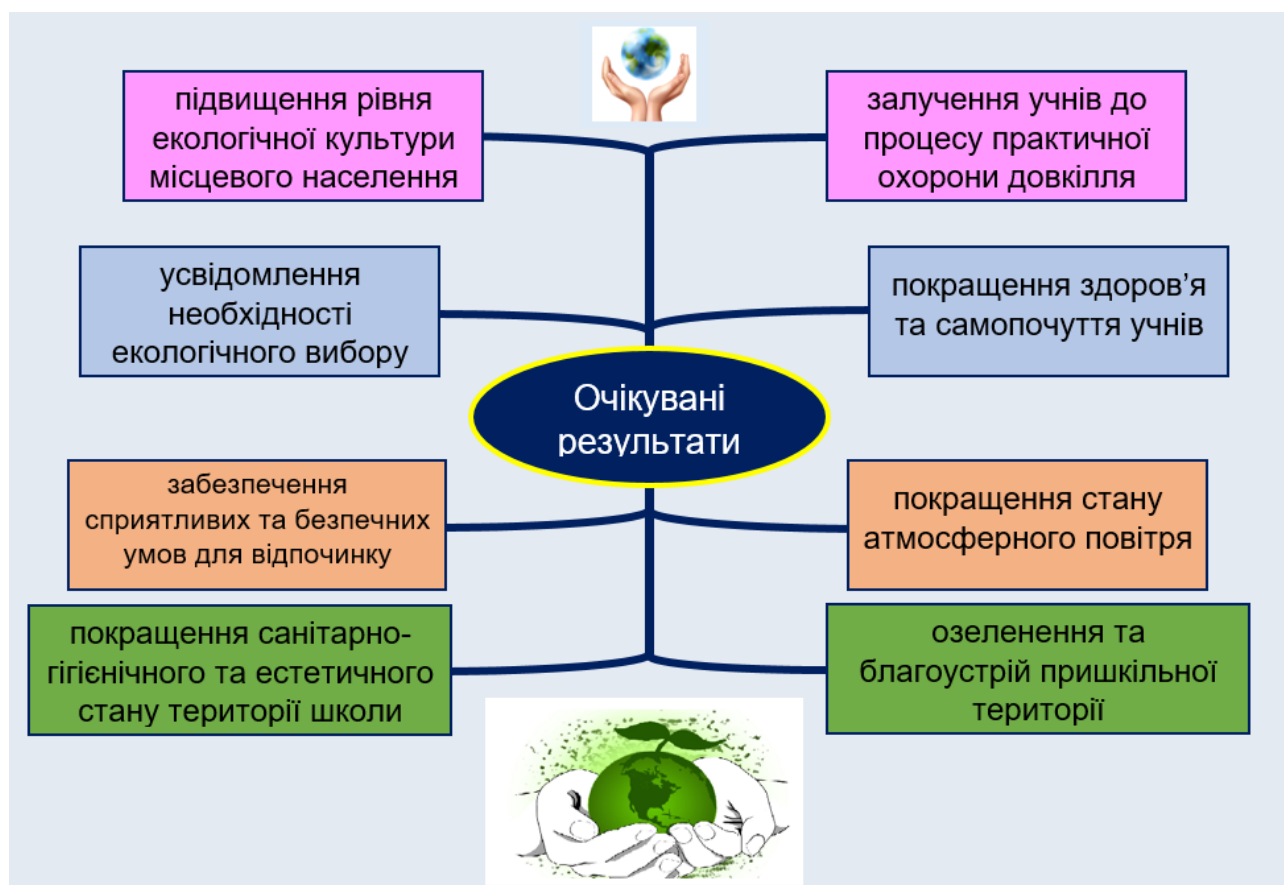 підвищення рівня
екологічної культури
місцевого населення
залучення учнів до
процесу практичної
охорони довкілля
усвідомлення
необхідності
екологічного вибору
покращення здоров’я
та самопочуття учнів
Очікувані
результати
забезпечення
сприятливих та безпечних
умов для відпочинку
покращення стану
атмосферного повітря
покращення санітарно-
гігієнічного та естетичного
стану території школи
озеленення та
благоустрій пришкільної
території